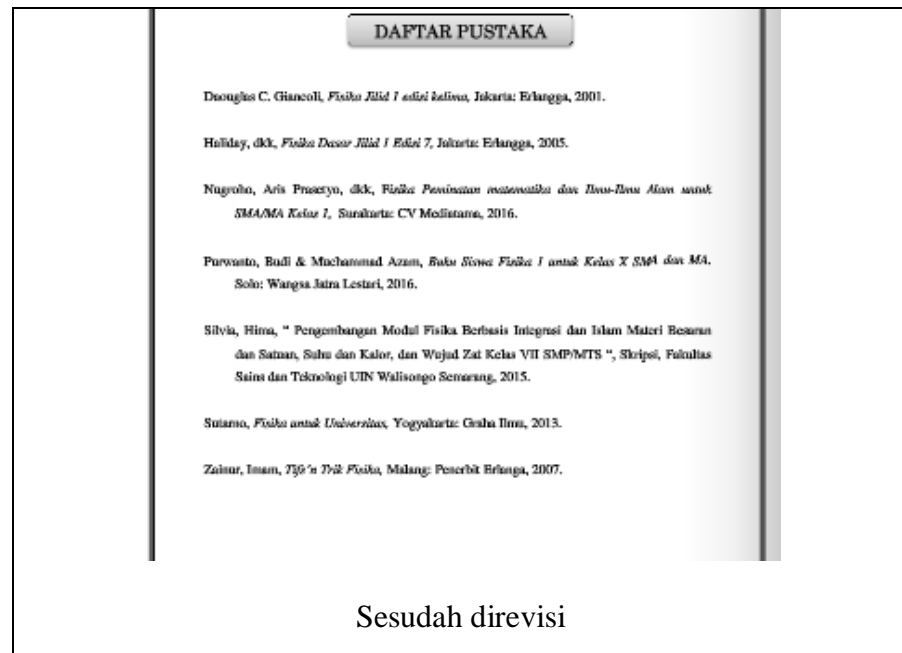 DAFTAR PUSTAKA
Daouglas C. Giancoli, Fisika Jilid 1 edisi kelima, Jakarta: Erlangga, 2001.
Haliday, dkk, Fisika Dasar Jilid 1 Edisi 7, Jakarta: Erlangga, 2005.
Nugroho, Aris Prasetyo, dkk, Fisika Peminatan matematika dan Ilmu-Ilmu Alam untuk
SMA/MA Kelas 1, Surakarta: CV Mediatama, 2016.
Purwanto, Budi & Muchammad Azam, Buku Siswa Fisika 1 untuk Kelas X SMA dan MA.
Solo: Wangsa Jatra Lestari, 2016.
Silvia, Hima, “ Pengembangan Modul Fisika Berbasis Integrasi dan Islam Materi Besaran
dan Satuan, Suhu dan Kalor, dan Wujud Zat Kelas VII SMP/MTS “, Skripsi, Fakultas
Sains dan Teknologi UIN Walisongo Semarang, 2015.
Fisika untuk Universitas, Yogyakarta: Graha Ilmu, 2013.
Zainur, Imam, Trik Fisika, Malang: Penerbit Erlanga, 2007.
Sesudah direvisi